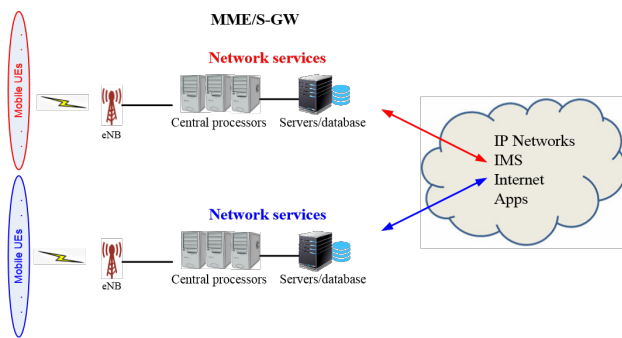 MME/S-GW
Network services
Mobile UEs
eNB
Central processors
Servers/database
IP Networks
IMS
Internet
Apps
Network services
Mobile UEs
eNB
Central processors
Servers/database